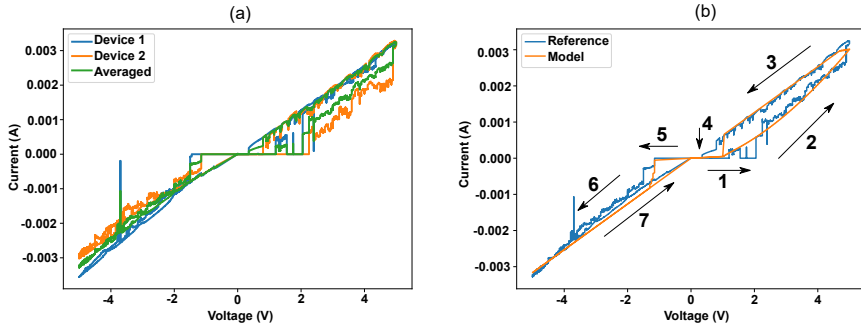 (a)
Device 1
Device 2
Averaged
0.003
0.002
0.001
0.000
-0.001
-0.002
-0.003
Current (A)
-4
-2
0
2
4
Voltage (V)
(b)
Reference
Model
0.003
0.002
0.001
0.000
-0.001
-0.002
-0.003
Current (A)
3
5
4
2
1
6
7
-4
-2
0
2
4
Voltage (V)